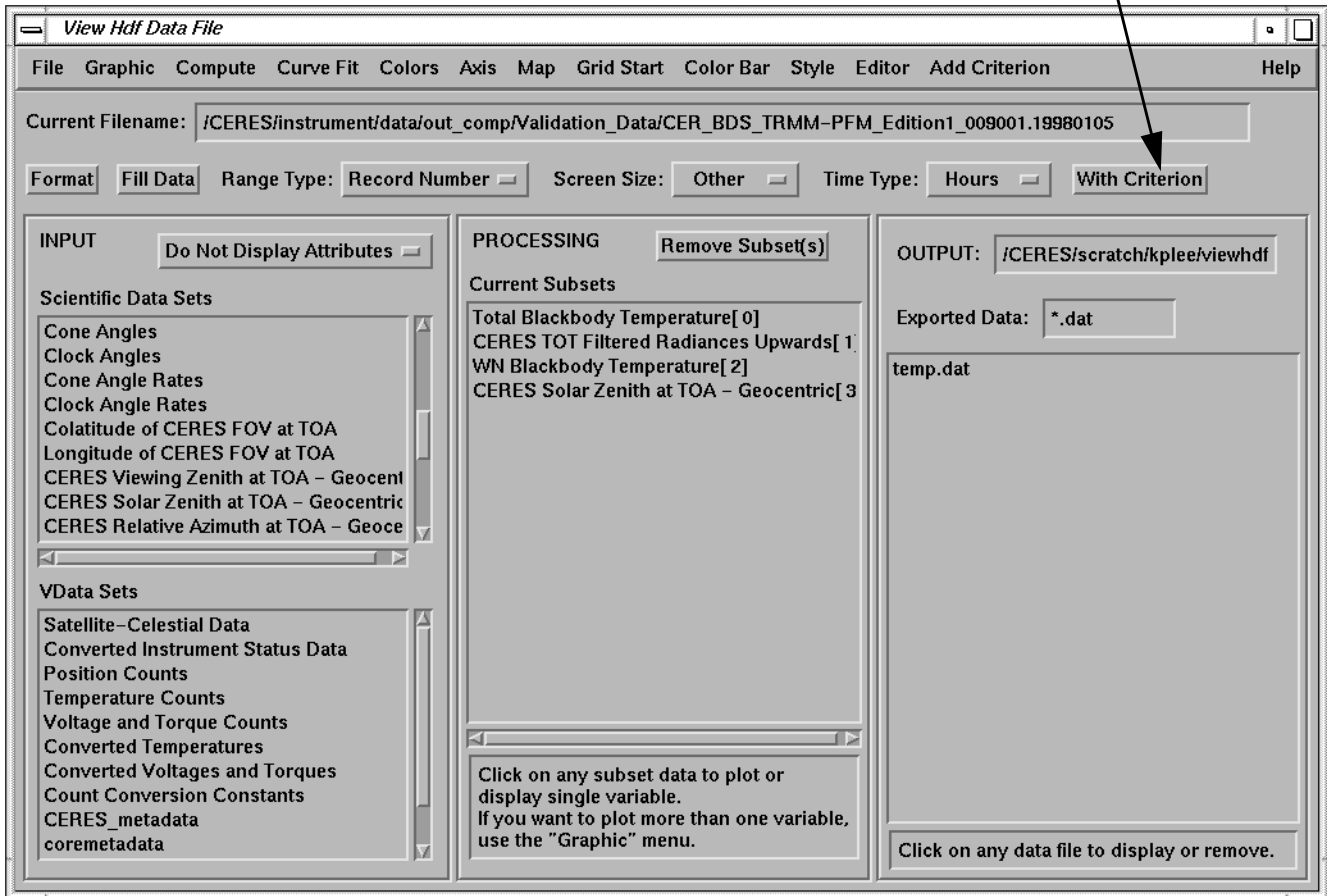 View Hdf Data File
File Graphic Compute Curve Fit Colors Axis Map Grid Start Color Bar Style Editor Add Criterion Help
Current Filename: /CERES/instrument/data/out_comp/Validation_Data/CER_BDS_TRMM-PFM_Edition1_009001.19980105
Format Fill Data Range Type: Record Number Screen Size: Other Time Type: Hours With Criterion
INPUT Do Not Display Attributes
Scientific Data Sets
Cone Angles
Clock Angles
Cone Angle Rates
Clock Angle Rates
Colatitude of CERES FOV at TOA
Longitude of CERES FOV at TOA
CERES Viewing Zenith at TOA – Geocent
CERES Solar Zenith at TOA – Geocentric
CERES Relative Azimuth at TOA – Geoce
VData Sets
Satellite–Celestial Data
Converted Instrument Status Data
Position Counts
Temperature Counts
Voltage and Torque Counts
Converted Temperatures
Converted Voltages and Torques
Count Conversion Constants
CERES_metadata
coremetadata
PROCESSING Remove Subset(s)
Current Subsets
Total Blackbody Temperature[ 0]
CERES TOT Filtered Radiances Upwards[ 1]
WN Blackbody Temperature[ 2]
CERES Solar Zenith at TOA – Geocentric[ 3
Click on any subset data to plot or
display single variable.
If you want to plot more than one variable,
use the "Graphic" menu.
OUTPUT: /CERES/scratch/kplee/viewhdf
Exported Data: *.dat
temp.dat
Click on any data file to display or remove.